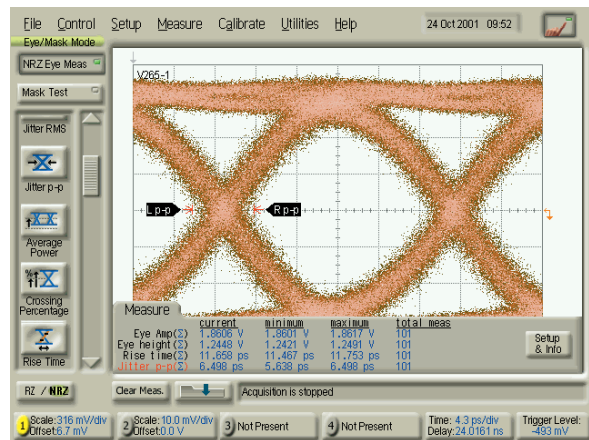 File Control Setup Measure Calibrate Utilities Help 24 Oct 2001 09:52
Eye/Mask Mode
NRZ Eye Meas
Mask Test
Jitter RMS
Jitter p-p
Average
Power
Crossing
Percentage
Rise Time
V265-1
L p-p R p-p
Measure
current minimum maximum total meas
Eye Amp(Σ) 1.8606 V 1.8601 V 1.8617 V 101
Eye height(Σ) 1.2448 V 1.2421 V 1.2491 V 101
Rise time(Σ) 11.658 ps 11.467 ps 11.753 ps 101
Jitter p-p(Σ) 6.498 ps 5.638 ps 6.498 ps 101
Setup
& Info
RZ / NRZ Clear Meas. Acquisition is stopped
1 Scale:316 mV/div
Offset:6.7 mV
2 Scale: 10.0 mV/div
Offset:0.0 V
3 Not Present
4 Not Present
Time: 4.3 ps/div
Delay:24.0161 ns
Trigger Level:
-493 mV